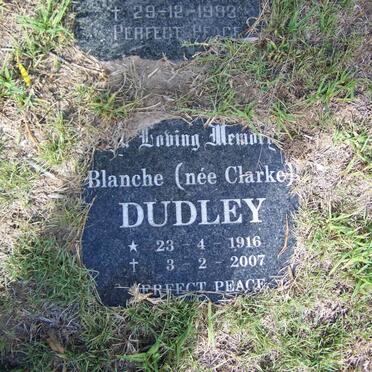 † 29-12-1993
PERFECT PEACE
In Loving Memory
Blanche (née Clarke)
DUDLEY
★ 23 - 4 - 1916
† 3 - 2 - 2007
PERFECT PEACE